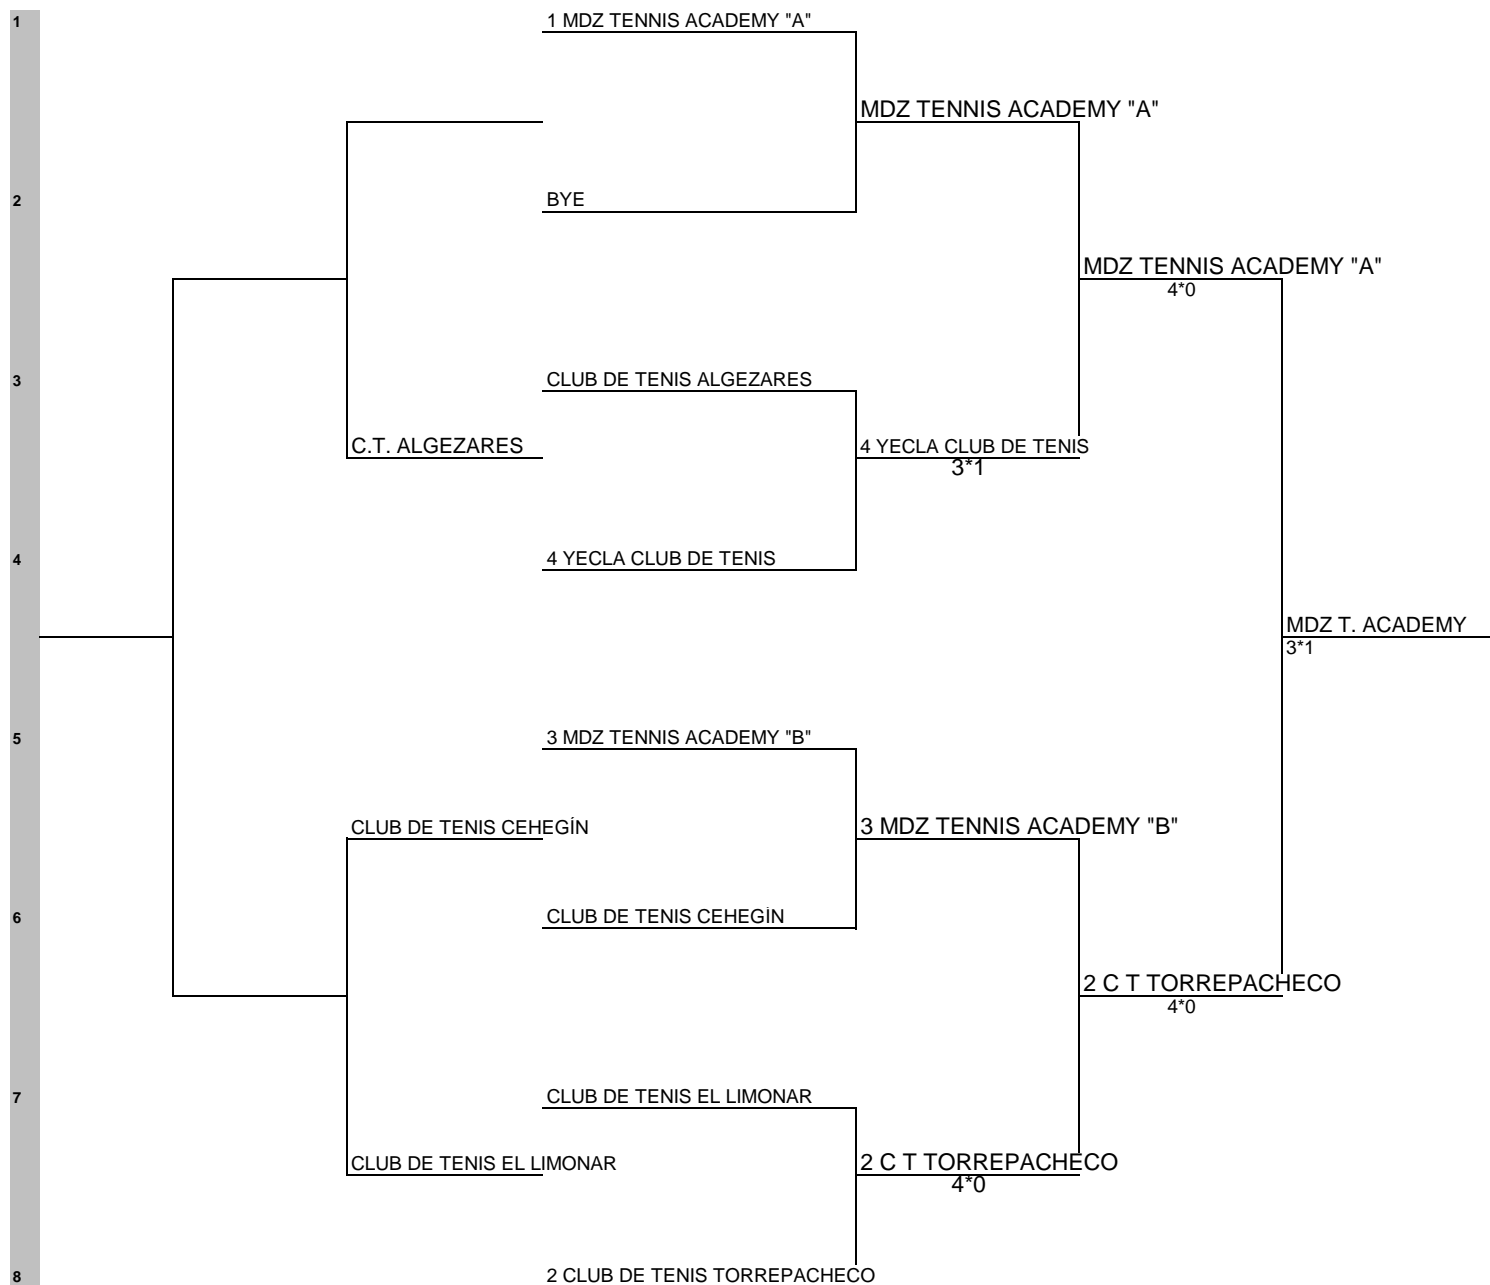 1 1 MDZ TENNIS ACADEMY "A"
MDZ TENNIS ACADEMY "A"
2 BYE
MDZ TENNIS ACADEMY "A"
4*0
3 CLUB DE TENIS ALGEZARES
C.T. ALGEZARES 4 YECLA CLUB DE TENIS
3*1
4 4 YECLA CLUB DE TENIS
MDZ T. ACADEMY
3*1
5 3 MDZ TENNIS ACADEMY "B"
CLUB DE TENIS CEHEGÍN 3 MDZ TENNIS ACADEMY "B"
6 CLUB DE TENIS CEHEGÍN
2 C T TORREPACHECO
4*0
7 CLUB DE TENIS EL LIMONAR
CLUB DE TENIS EL LIMONAR 2 C T TORREPACHECO
4*0
8 2 CLUB DE TENIS TORREPACHECO